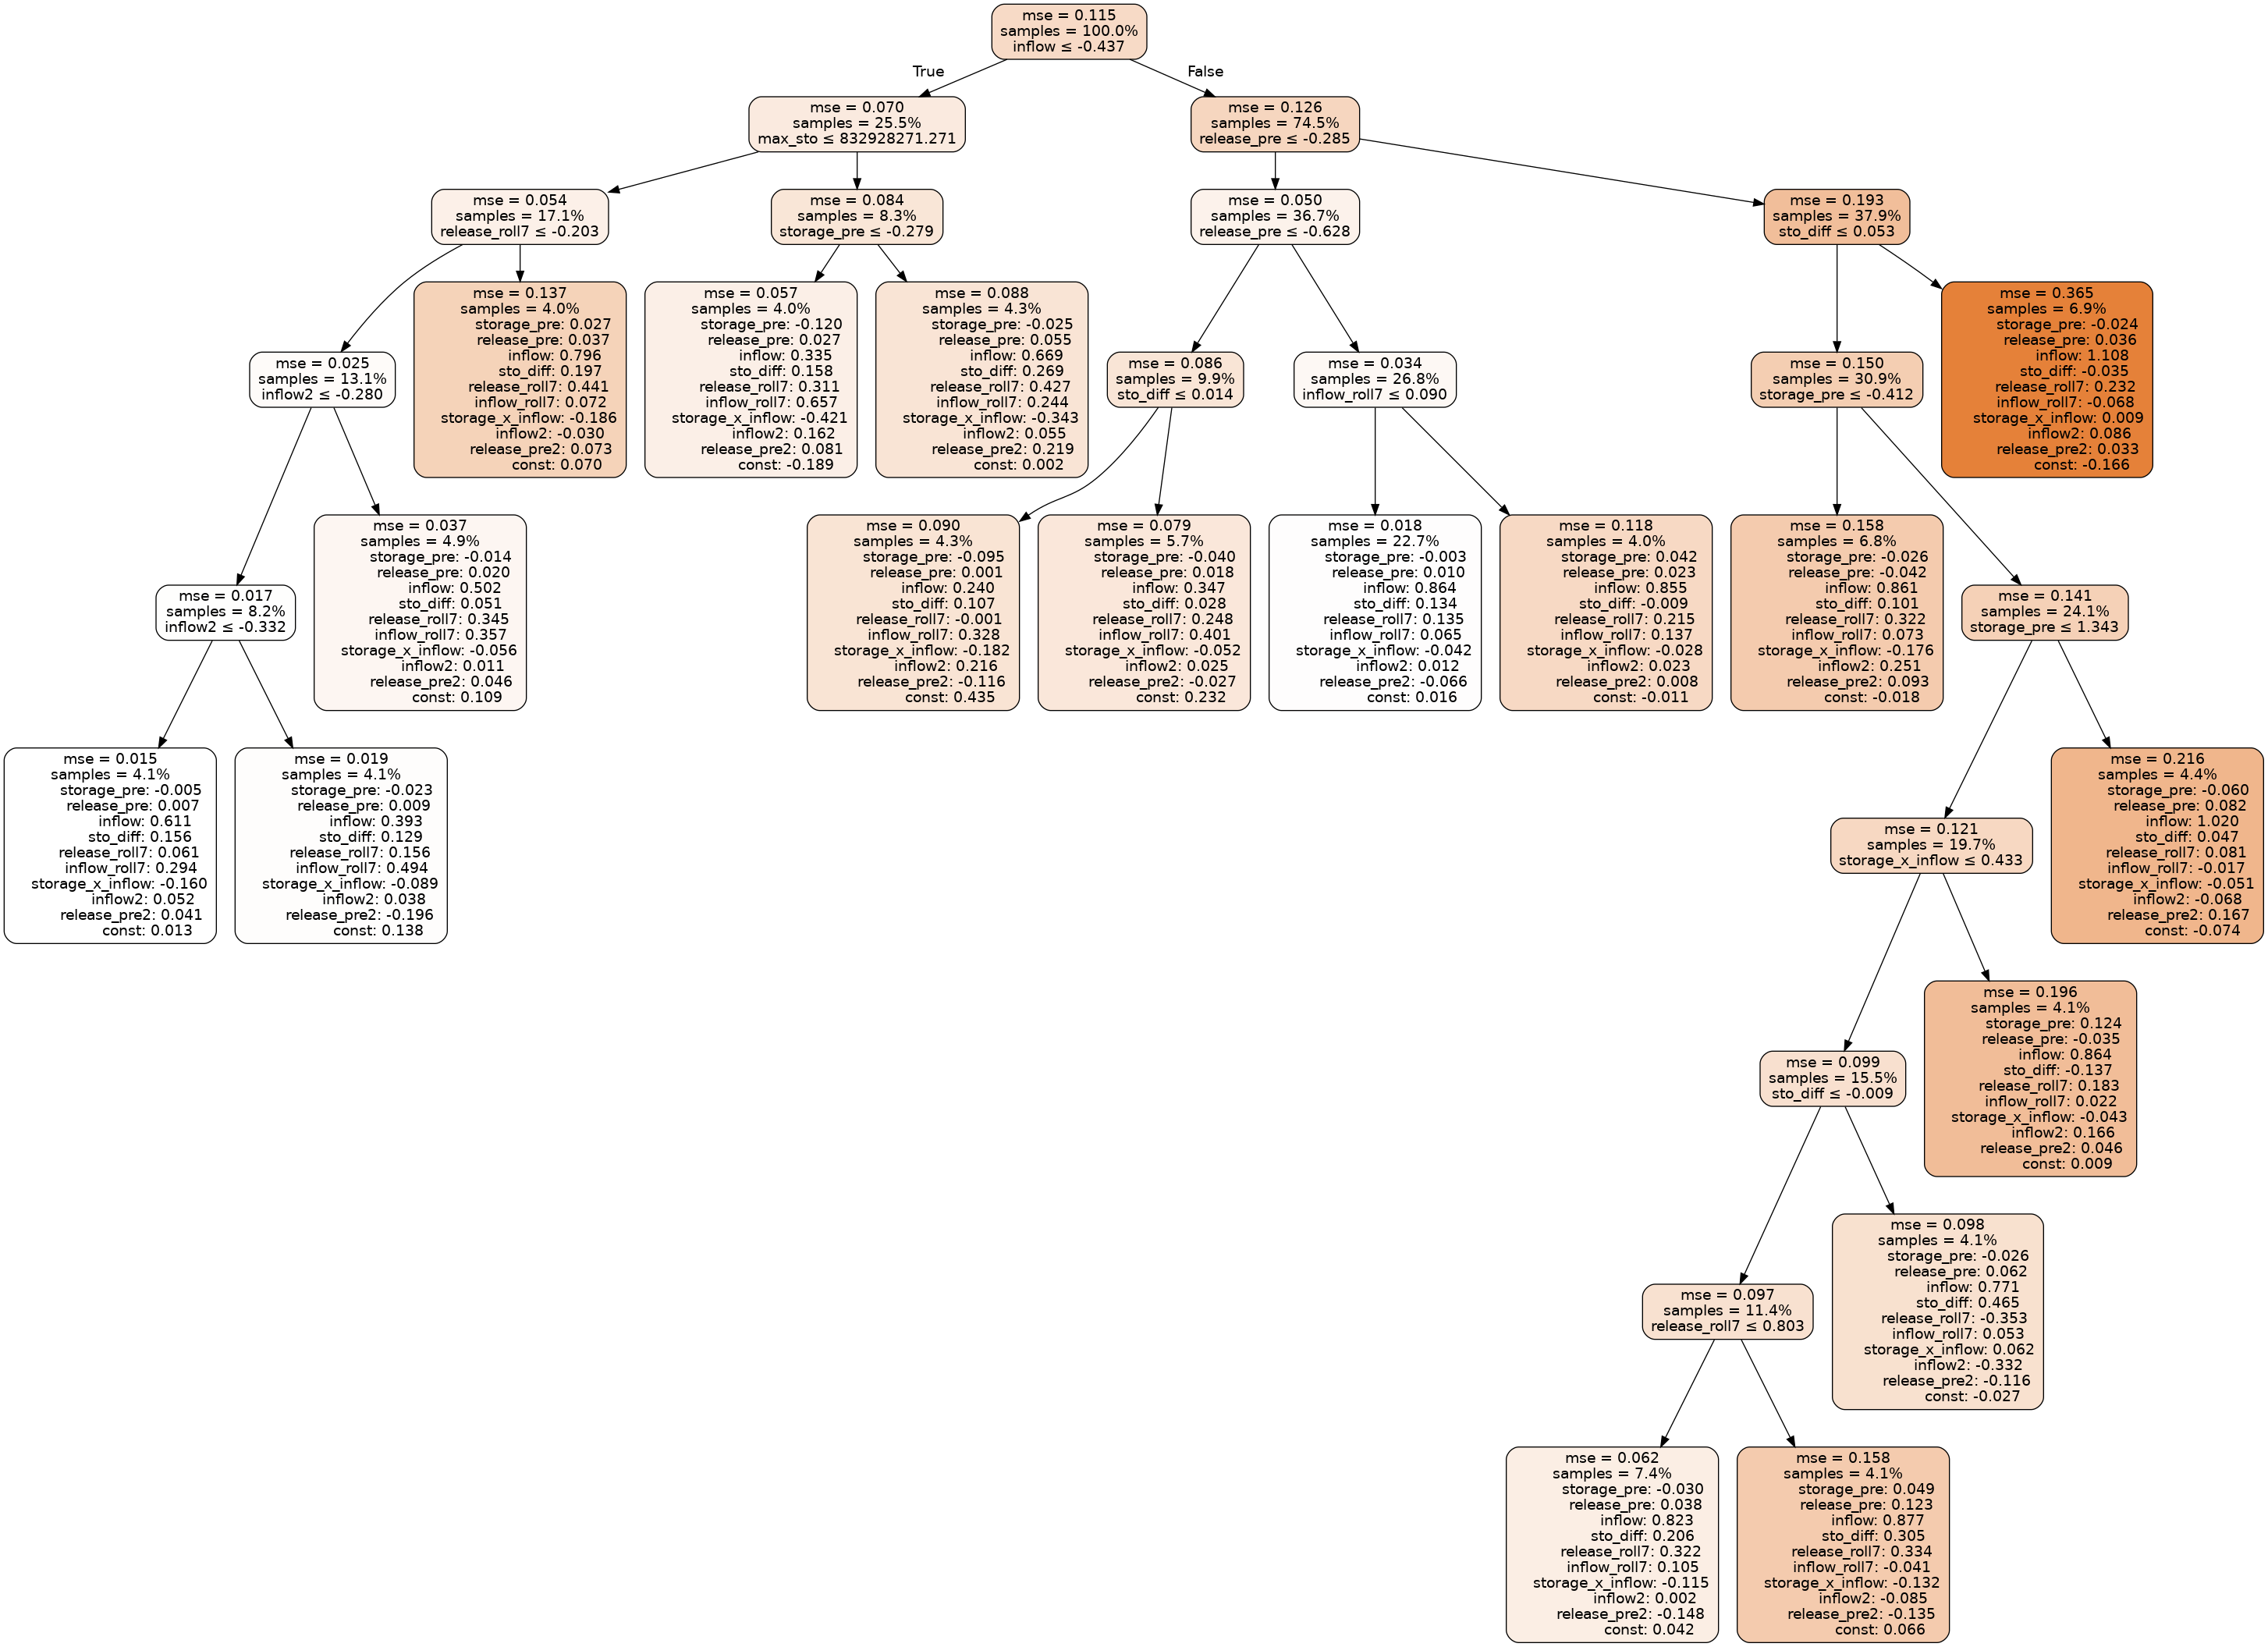 mse = 0.115
samples = 100.0%
inflow ≤ -0.437
True
False
mse = 0.070
samples = 25.5%
max_sto ≤ 832928271.271
mse = 0.126
samples = 74.5%
release_pre ≤ -0.285
mse = 0.054
samples = 17.1%
release_roll7 ≤ -0.203
mse = 0.084
samples = 8.3%
storage_pre ≤ -0.279
mse = 0.050
samples = 36.7%
release_pre ≤ -0.628
mse = 0.193
samples = 37.9%
sto_diff ≤ 0.053
mse = 0.137
samples = 4.0%
storage_pre: 0.027
release_pre: 0.037
inflow: 0.796
sto_diff: 0.197
release_roll7: 0.441
inflow_roll7: 0.072
storage_x_inflow: -0.186
inflow2: -0.030
release_pre2: 0.073
const: 0.070
mse = 0.057
samples = 4.0%
storage_pre: -0.120
release_pre: 0.027
inflow: 0.335
sto_diff: 0.158
release_roll7: 0.311
inflow_roll7: 0.657
storage_x_inflow: -0.421
inflow2: 0.162
release_pre2: 0.081
const: -0.189
mse = 0.088
samples = 4.3%
storage_pre: -0.025
release_pre: 0.055
inflow: 0.669
sto_diff: 0.269
release_roll7: 0.427
inflow_roll7: 0.244
storage_x_inflow: -0.343
inflow2: 0.055
release_pre2: 0.219
const: 0.002
mse = 0.365
samples = 6.9%
storage_pre: -0.024
release_pre: 0.036
inflow: 1.108
sto_diff: -0.035
release_roll7: 0.232
inflow_roll7: -0.068
storage_x_inflow: 0.009
inflow2: 0.086
release_pre2: 0.033
const: -0.166
mse = 0.025
samples = 13.1%
inflow2 ≤ -0.280
mse = 0.086
samples = 9.9%
sto_diff ≤ 0.014
mse = 0.034
samples = 26.8%
inflow_roll7 ≤ 0.090
mse = 0.150
samples = 30.9%
storage_pre ≤ -0.412
mse = 0.017
samples = 8.2%
inflow2 ≤ -0.332
mse = 0.037
samples = 4.9%
storage_pre: -0.014
release_pre: 0.020
inflow: 0.502
sto_diff: 0.051
release_roll7: 0.345
inflow_roll7: 0.357
storage_x_inflow: -0.056
inflow2: 0.011
release_pre2: 0.046
const: 0.109
mse = 0.090
samples = 4.3%
storage_pre: -0.095
release_pre: 0.001
inflow: 0.240
sto_diff: 0.107
release_roll7: -0.001
inflow_roll7: 0.328
storage_x_inflow: -0.182
inflow2: 0.216
release_pre2: -0.116
const: 0.435
mse = 0.079
samples = 5.7%
storage_pre: -0.040
release_pre: 0.018
inflow: 0.347
sto_diff: 0.028
release_roll7: 0.248
inflow_roll7: 0.401
storage_x_inflow: -0.052
inflow2: 0.025
release_pre2: -0.027
const: 0.232
mse = 0.018
samples = 22.7%
storage_pre: -0.003
release_pre: 0.010
inflow: 0.864
sto_diff: 0.134
release_roll7: 0.135
inflow_roll7: 0.065
storage_x_inflow: -0.042
inflow2: 0.012
release_pre2: -0.066
const: 0.016
mse = 0.118
samples = 4.0%
storage_pre: 0.042
release_pre: 0.023
inflow: 0.855
sto_diff: -0.009
release_roll7: 0.215
inflow_roll7: 0.137
storage_x_inflow: -0.028
inflow2: 0.023
release_pre2: 0.008
const: -0.011
mse = 0.158
samples = 6.8%
storage_pre: -0.026
release_pre: -0.042
inflow: 0.861
sto_diff: 0.101
release_roll7: 0.322
inflow_roll7: 0.073
storage_x_inflow: -0.176
inflow2: 0.251
release_pre2: 0.093
const: -0.018
mse = 0.141
samples = 24.1%
storage_pre ≤ 1.343
mse = 0.015
samples = 4.1%
storage_pre: -0.005
release_pre: 0.007
inflow: 0.611
sto_diff: 0.156
release_roll7: 0.061
inflow_roll7: 0.294
storage_x_inflow: -0.160
inflow2: 0.052
release_pre2: 0.041
const: 0.013
mse = 0.019
samples = 4.1%
storage_pre: -0.023
release_pre: 0.009
inflow: 0.393
sto_diff: 0.129
release_roll7: 0.156
inflow_roll7: 0.494
storage_x_inflow: -0.089
inflow2: 0.038
release_pre2: -0.196
const: 0.138
mse = 0.121
samples = 19.7%
storage_x_inflow ≤ 0.433
mse = 0.216
samples = 4.4%
storage_pre: -0.060
release_pre: 0.082
inflow: 1.020
sto_diff: 0.047
release_roll7: 0.081
inflow_roll7: -0.017
storage_x_inflow: -0.051
inflow2: -0.068
release_pre2: 0.167
const: -0.074
mse = 0.099
samples = 15.5%
sto_diff ≤ -0.009
mse = 0.196
samples = 4.1%
storage_pre: 0.124
release_pre: -0.035
inflow: 0.864
sto_diff: -0.137
release_roll7: 0.183
inflow_roll7: 0.022
storage_x_inflow: -0.043
inflow2: 0.166
release_pre2: 0.046
const: 0.009
mse = 0.097
samples = 11.4%
release_roll7 ≤ 0.803
mse = 0.098
samples = 4.1%
storage_pre: -0.026
release_pre: 0.062
inflow: 0.771
sto_diff: 0.465
release_roll7: -0.353
inflow_roll7: 0.053
storage_x_inflow: 0.062
inflow2: -0.332
release_pre2: -0.116
const: -0.027
mse = 0.062
samples = 7.4%
storage_pre: -0.030
release_pre: 0.038
inflow: 0.823
sto_diff: 0.206
release_roll7: 0.322
inflow_roll7: 0.105
storage_x_inflow: -0.115
inflow2: 0.002
release_pre2: -0.148
const: 0.042
mse = 0.158
samples = 4.1%
storage_pre: 0.049
release_pre: 0.123
inflow: 0.877
sto_diff: 0.305
release_roll7: 0.334
inflow_roll7: -0.041
storage_x_inflow: -0.132
inflow2: -0.085
release_pre2: -0.135
const: 0.066